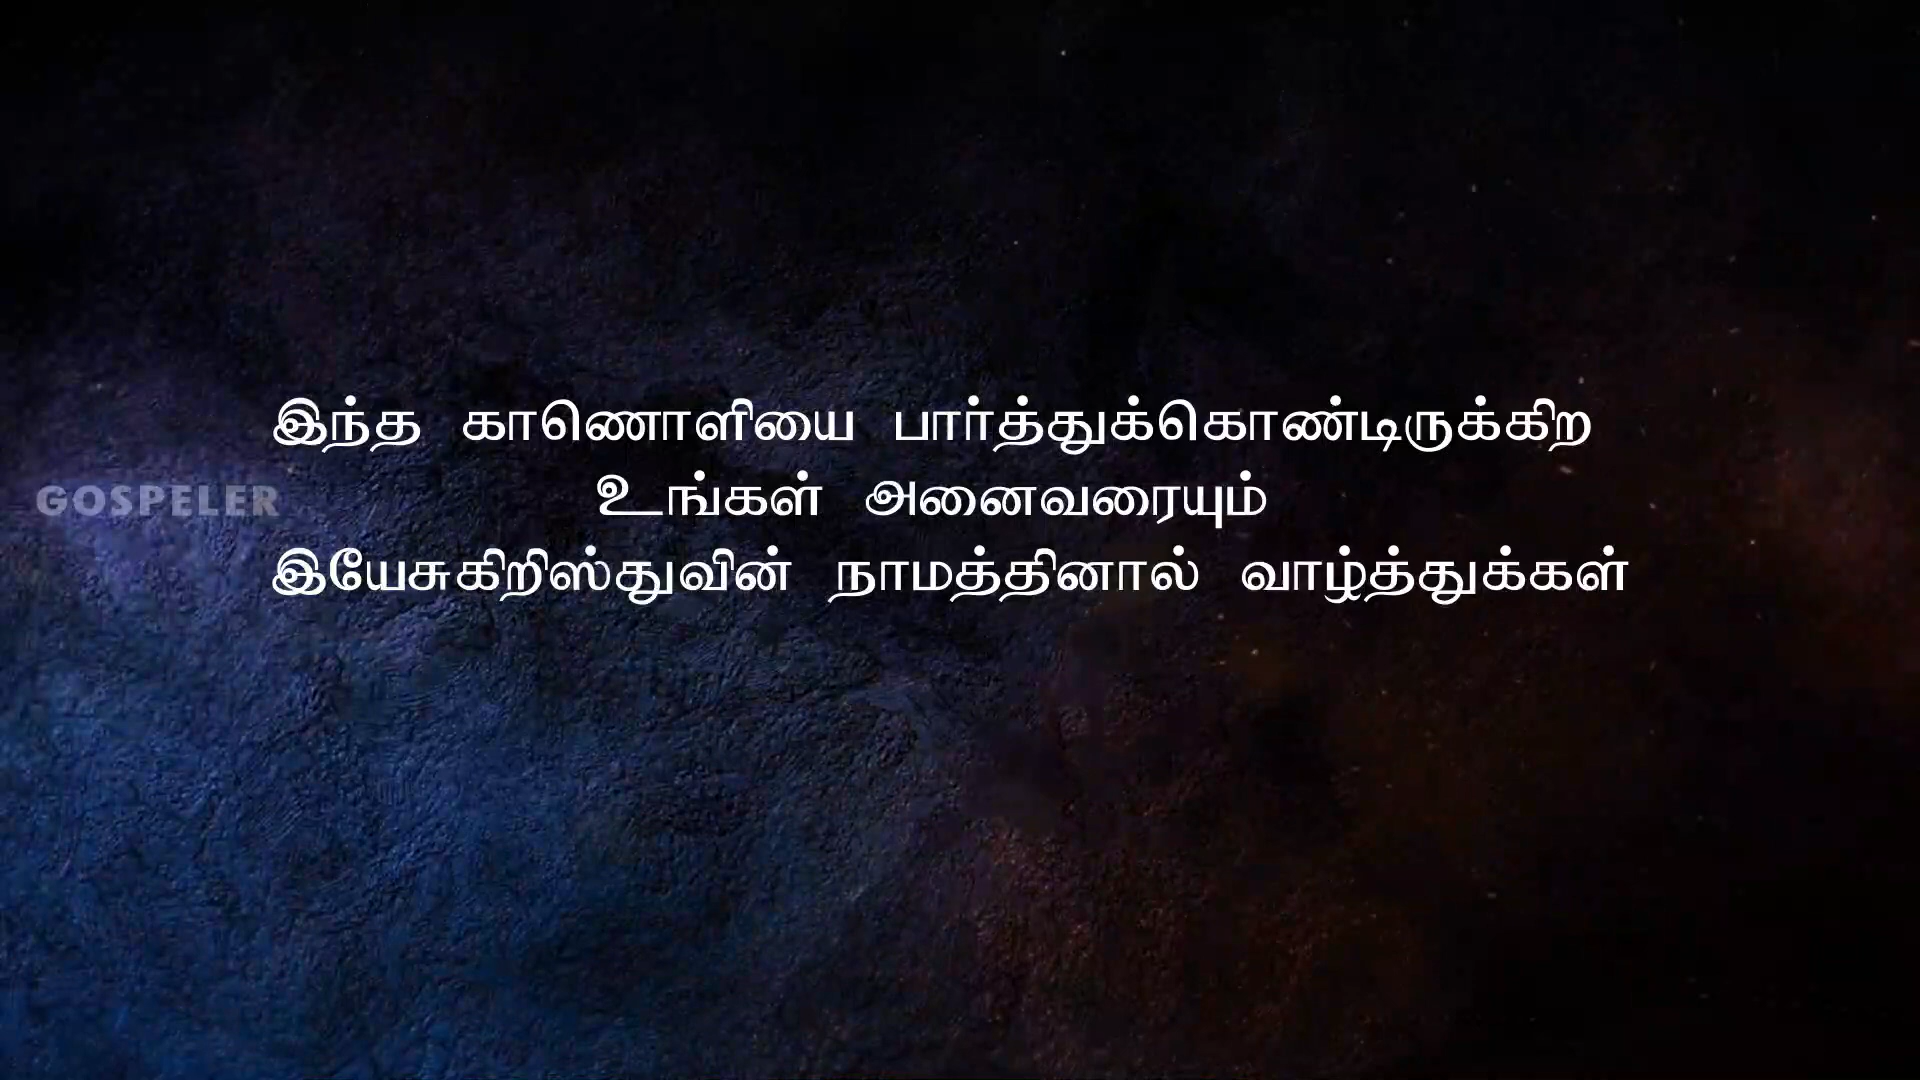 இந்த காணொளியை பார்த்துக்கொண்டிருக்கிற
GOSPELER
உங்கள் அனைவரையும்
இயேசுகிறிஸ்துவின் நாமத்தினால் வாழ்த்துக்கள்